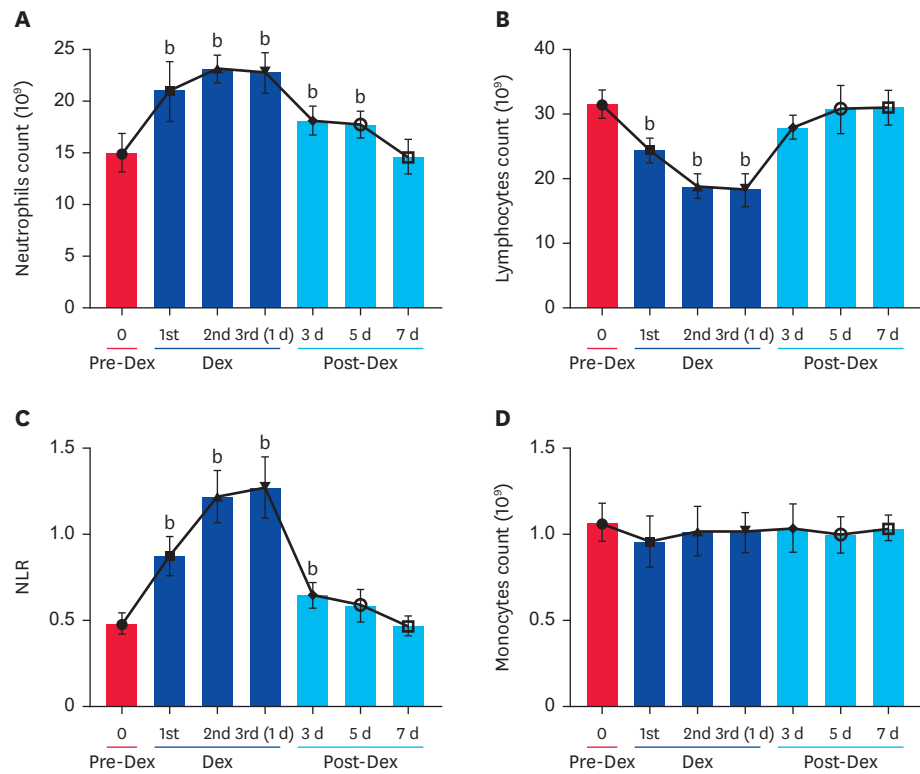 A
Neutrophils count (10⁹)
25
20
15
10
5
0
b
b
b
b
b
0
1st
2nd
3rd (1 d)
3 d
5 d
7 d
Pre-Dex
Dex
Post-Dex
B
Lymphocytes count (10⁹)
40
30
20
10
0
b
b
b
0
1st
2nd
3rd (1 d)
3 d
5 d
7 d
Pre-Dex
Dex
Post-Dex
C
NLR
1.5
1.0
0.5
0
b
b
b
b
0
1st
2nd
3rd (1 d)
3 d
5 d
7 d
Pre-Dex
Dex
Post-Dex
D
Monocytes count (10⁹)
1.5
1.0
0.5
0
0
1st
2nd
3rd (1 d)
3 d
5 d
7 d
Pre-Dex
Dex
Post-Dex